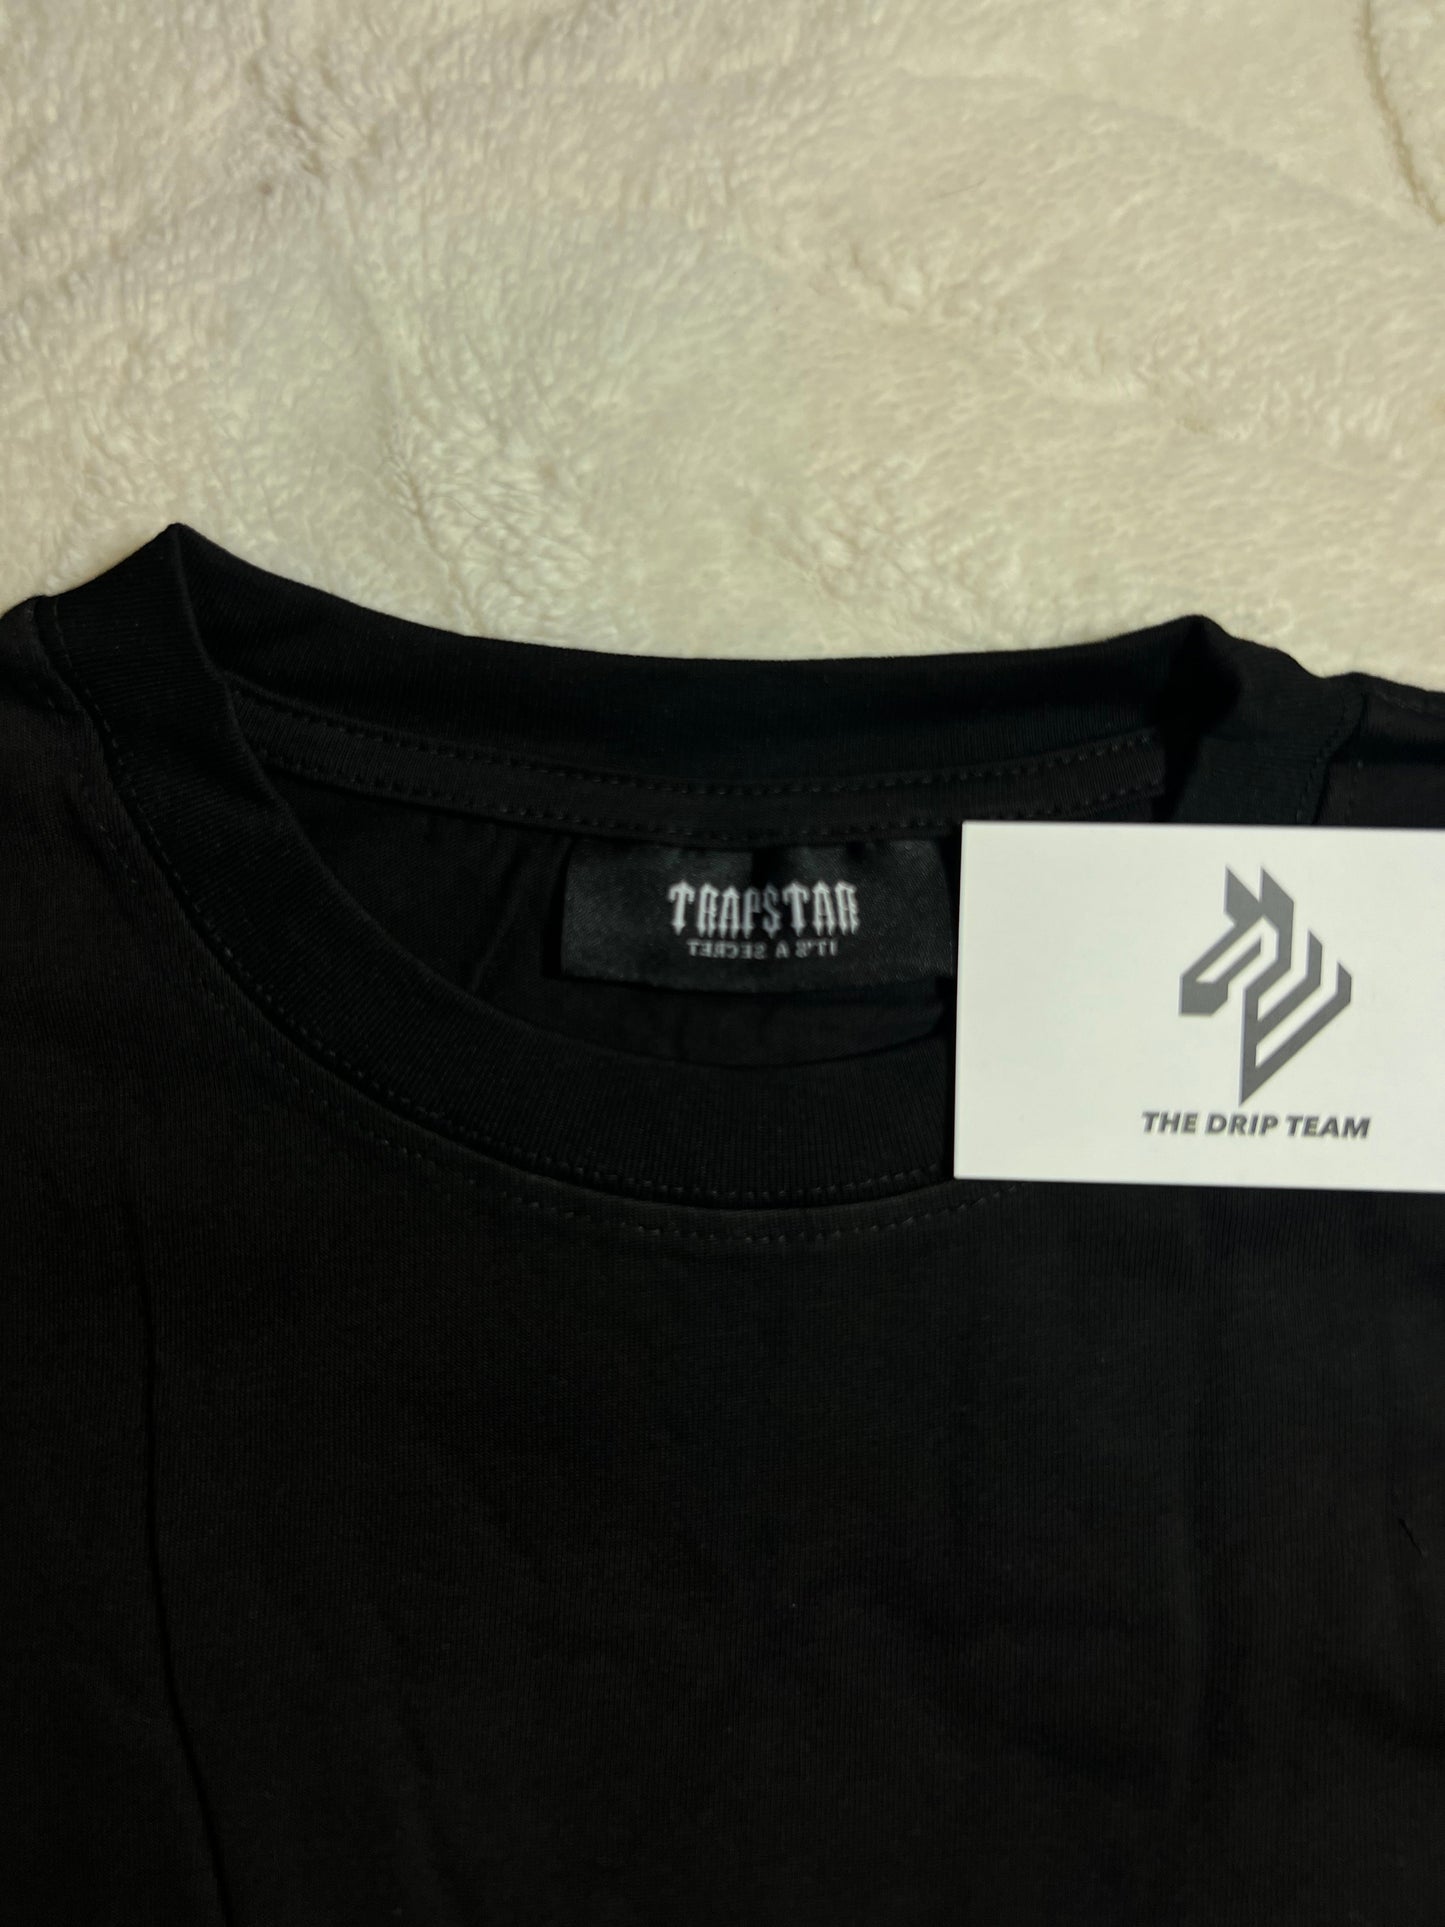 TRAPSTAR
IT'S A SECRET
THE DRIP TEAM